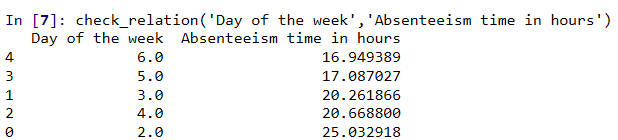 In [7]: check_relation('Day of the week','Absenteeism time in hours')
Day of the week  Absenteeism time in hours
4  6.0  16.949389
3  5.0  17.087027
1  3.0  20.261866
2  4.0  20.668800
0  2.0  25.032918